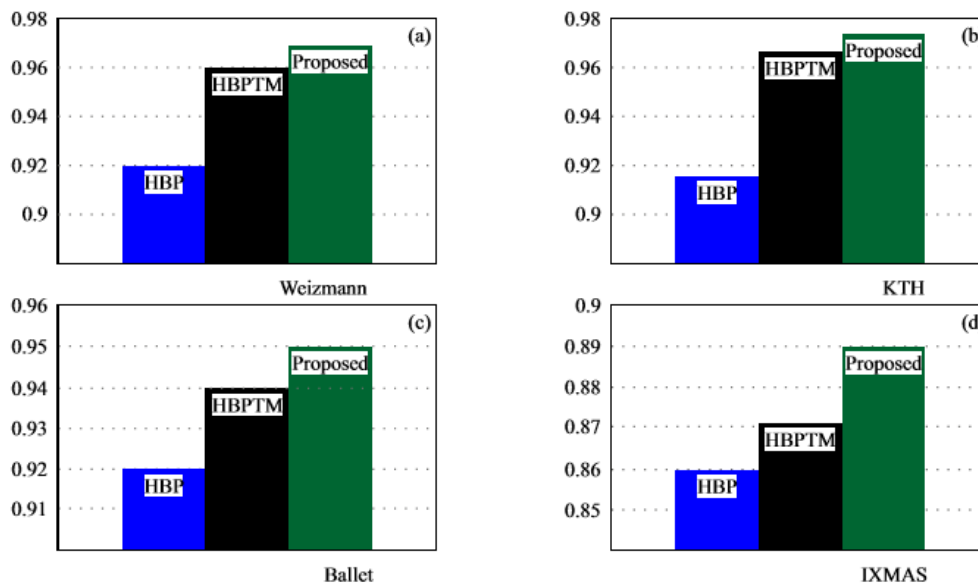 0.98
(a)
0.96
Proposed
HBPTM
0.94
0.92
HBP
0.9
Weizmann
0.98
(b)
0.96
Proposed
HBPTM
0.94
0.92
HBP
0.9
KTH
0.96
(c)
0.95
Proposed
0.94
HBPTM
0.93
0.92
HBP
0.91
Ballet
0.9
(d
0.89
Proposed
0.88
0.87
HBPTM
0.86
HBP
0.85
IXMAS